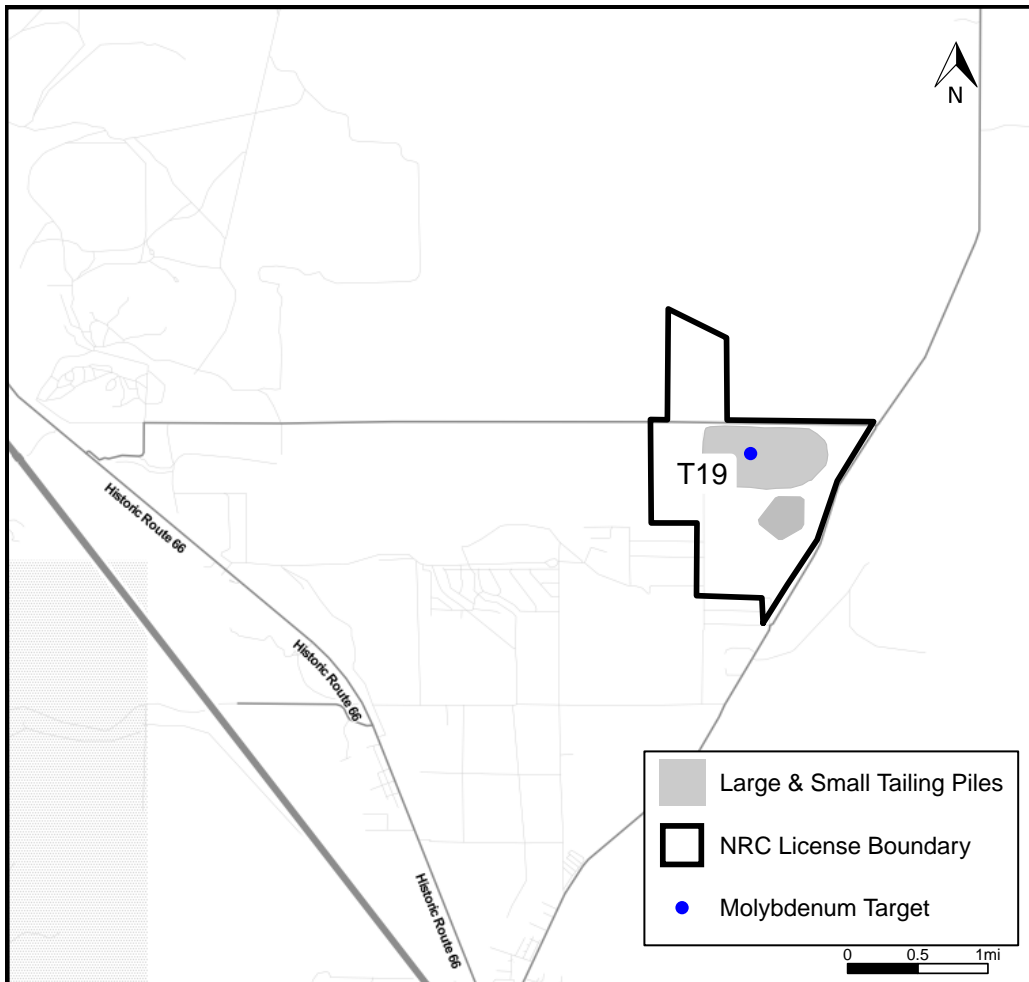 N
T19
Historic Route 66
Historic Route 66
Historic Route 66
Large & Small Tailing Piles
NRC License Boundary
Molybdenum Target
0 0.5 1mi